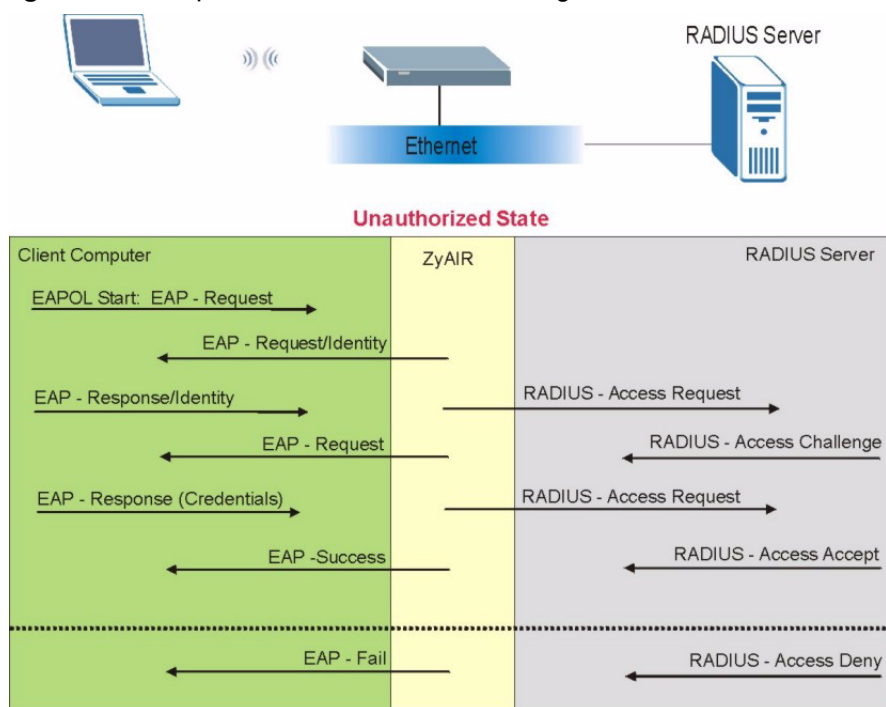 RADIUS Server
Ethernet
Unauthorized State
Client Computer
ZyAIR
RADIUS Server
EAPOL Start: EAP - Request
EAP - Request/Identity
EAP - Response/Identity
RADIUS - Access Request
EAP - Request
RADIUS - Access Challenge
EAP - Response (Credentials)
RADIUS - Access Request
EAP -Success
RADIUS - Access Accept
EAP - Fail
RADIUS - Access Deny